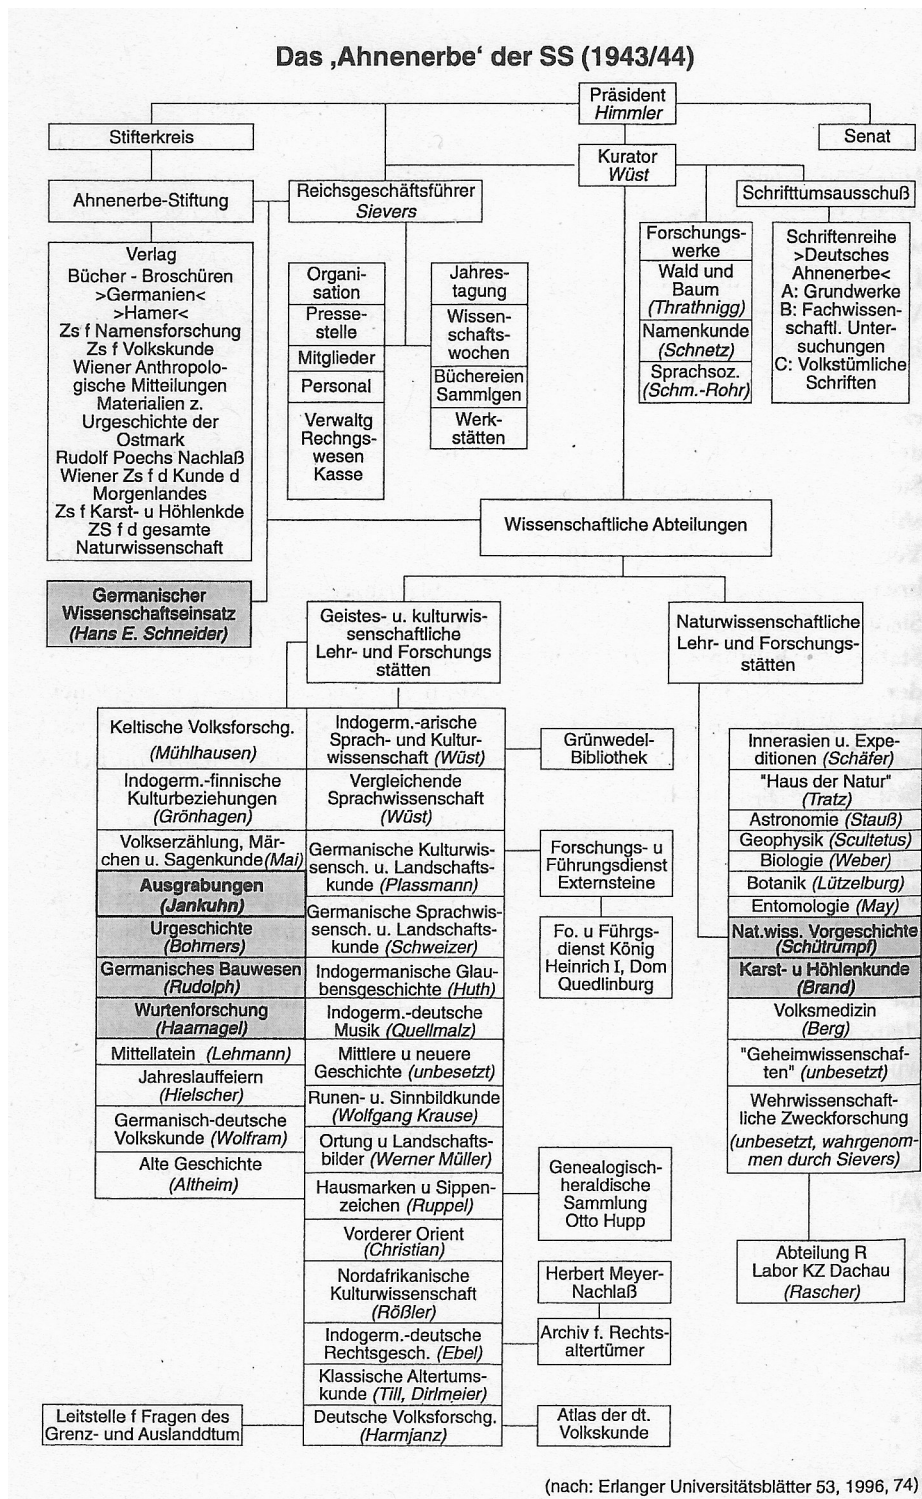 Das ‚Ahnenerbe‘ der SS (1943/44)
Präsident
Himmler
Stifterkreis
Senat
Kurator
Wüst
Ahnenerbe-Stiftung
Reichsgeschäftsführer
Sievers
Schrifttumsausschuß
Verlag
Bücher - Broschüren
>Germanien<
>Hamer<
Zs f Namensforschung
Zs f Volkskunde
Wiener Anthropolo-
gische Mitteilungen
Materialien z.
Urgeschichte der
Ostmark
Rudolf Poechs Nachlaß
Wiener Zs f d Kunde d
Morgenlandes
Zs f Karst- u Höhlenkde
ZS f d gesamte
Naturwissenschaft
Organi-
sation
Presse-
stelle
Mitglieder
Personal
Verwaltg
Rechngs-
wesen
Kasse
Jahres-
tagung
Wissen-
schafts-
wochen
Büchereien
Sammlgen
Werk-
stätten
Forschungs-
werke
Wald und
Baum
(Thrathnigg)
Namenkunde
(Schnetz)
Sprachsoz.
(Schm.-Rohr)
Schriftenreihe
>Deutsches
Ahnenerbe<
A: Grundwerke
B: Fachwissen-
schaftl. Unter-
suchungen
C: Volkstümliche
Schriften
Wissenschaftliche Abteilungen
Germanischer
Wissenschaftseinsatz
(Hans E. Schneider)
Geistes- u. kulturwis-
senschaftliche
Lehr- und Forschungs
stätten
Naturwissenschaftliche
Lehr- und Forschungs-
stätten
Keltische Volksforschg.
(Mühlhausen)
Indogerm.-finnische
Kulturbeziehungen
(Grönhagen)
Volkserzählung, Mär-
chen u. Sagenkunde(Mai)
Ausgrabungen
(Jankuhn)
Urgeschichte
(Bohmers)
Germanisches Bauwesen
(Rudolph)
Wurtenforschung
(Haarnagel)
Mittellatein (Lehmann)
Jahreslauffeiern
(Hielscher)
Germanisch-deutsche
Volkskunde (Wolfram)
Alte Geschichte
(Altheim)
Indogerm.-arische
Sprach- und Kultur-
wissenschaft (Wüst)
Vergleichende
Sprachwissenschaft
(Wüst)
Germanische Kulturwis
sensch. u. Landschafts
kunde (Plassmann)
Germanische Sprachwis
sensch. u. Landschafts-
kunde (Schweizer)
Indogermanische Glau-
bensgeschichte (Huth)
Indogerm.-deutsche
Musik (Quellmalz)
Mittlere u neuere
Geschichte (unbesetzt)
Runen- u. Sinnbildkunde
(Wolfgang Krause)
Ortung u Landschafts-
bilder (Werner Müller)
Hausmarken u Sippen-
zeichen (Ruppel)
Vorderer Orient
(Christian)
Nordafrikanische
Kulturwissenschaft
(Rößler)
Indogerm.-deutsche
Rechtsgesch. (Ebel)
Klassische Altertums-
kunde (Till, Dirlmeier)
Deutsche Volksforschg.
(Harmjanz)
Grünwedel-
Bibliothek
Forschungs- u
Führungsdienst
Externsteine
Fo. u Führgs-
dienst König
Heinrich I, Dom
Quedlinburg
Genealogisch-
heraldische
Sammlung
Otto Hupp
Herbert Meyer-
Nachlaß
Archiv f. Rechts-
altertümer
Atlas der dt.
Volkskunde
Leitstelle f Fragen des
Grenz- und Auslanddtum
Innerasien u. Expe-
ditionen (Schäfer)
"Haus der Natur"
(Tratz)
Astronomie (Stauß)
Geophysik (Scultetus)
Biologie (Weber)
Botanik (Lützelburg)
Entomologie (May)
Nat.wiss. Vorgeschichte
(Schütrumpf)
Karst- u Höhlenkunde
(Brand)
Volksmedizin
(Berg)
"Geheimwissenschaf-
ten" (unbesetzt)
Wehrwissenschaft-
liche Zweckforschung
(unbesetzt, wahrgenom-
men durch Sievers)
Abteilung R
Labor KZ Dachau
(Rascher)
(nach: Erlanger Universitätsblätter 53, 1996, 74)